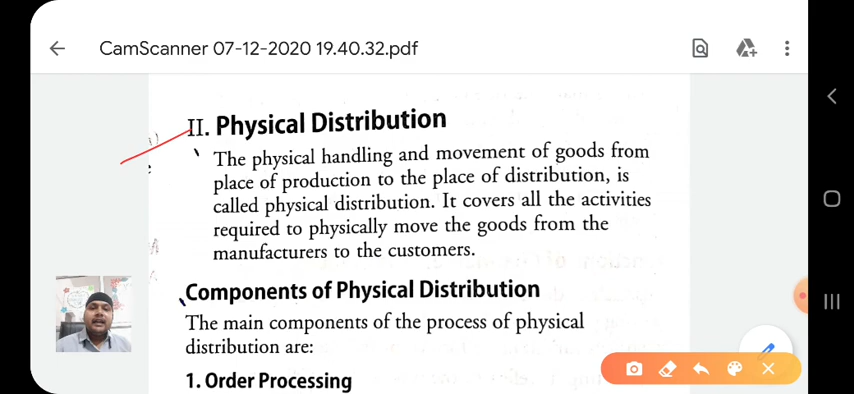 CamScanner 07-12-2020 19.40.32.pdf
II. Physical Distribution
The physical handling and movement of goods from
place of production to the place of distribution, is
called physical distribution. It covers all the activities
required to physically move the goods from the
manufacturers to the customers.
Components of Physical Distribution
The main components of the process of physical
distribution are:
1. Order Processing